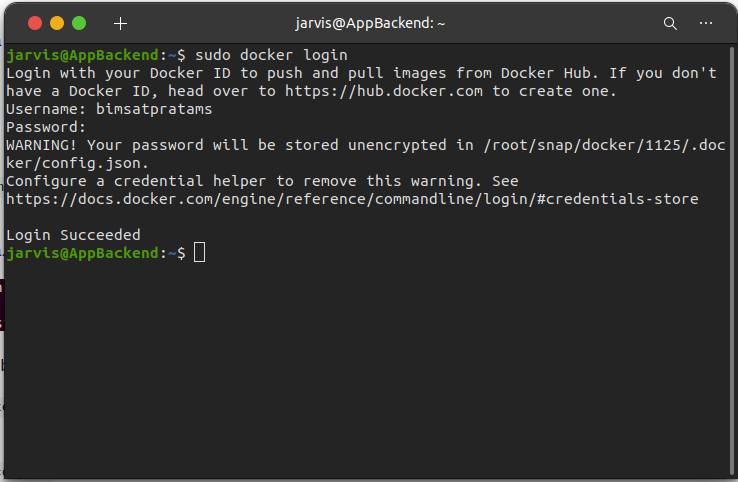 jarvis@AppBackend: ~
jarvis@AppBackend:~$ sudo docker login
Login with your Docker ID to push and pull images from Docker Hub. If you don't
have a Docker ID, head over to https://hub.docker.com to create one.
Username: bimsatpratams
Password:
WARNING! Your password will be stored unencrypted in /root/snap/docker/1125/.doc
ker/config.json.
Configure a credential helper to remove this warning. See
https://docs.docker.com/engine/reference/commandline/login/#credentials-store
Login Succeeded
jarvis@AppBackend:~$